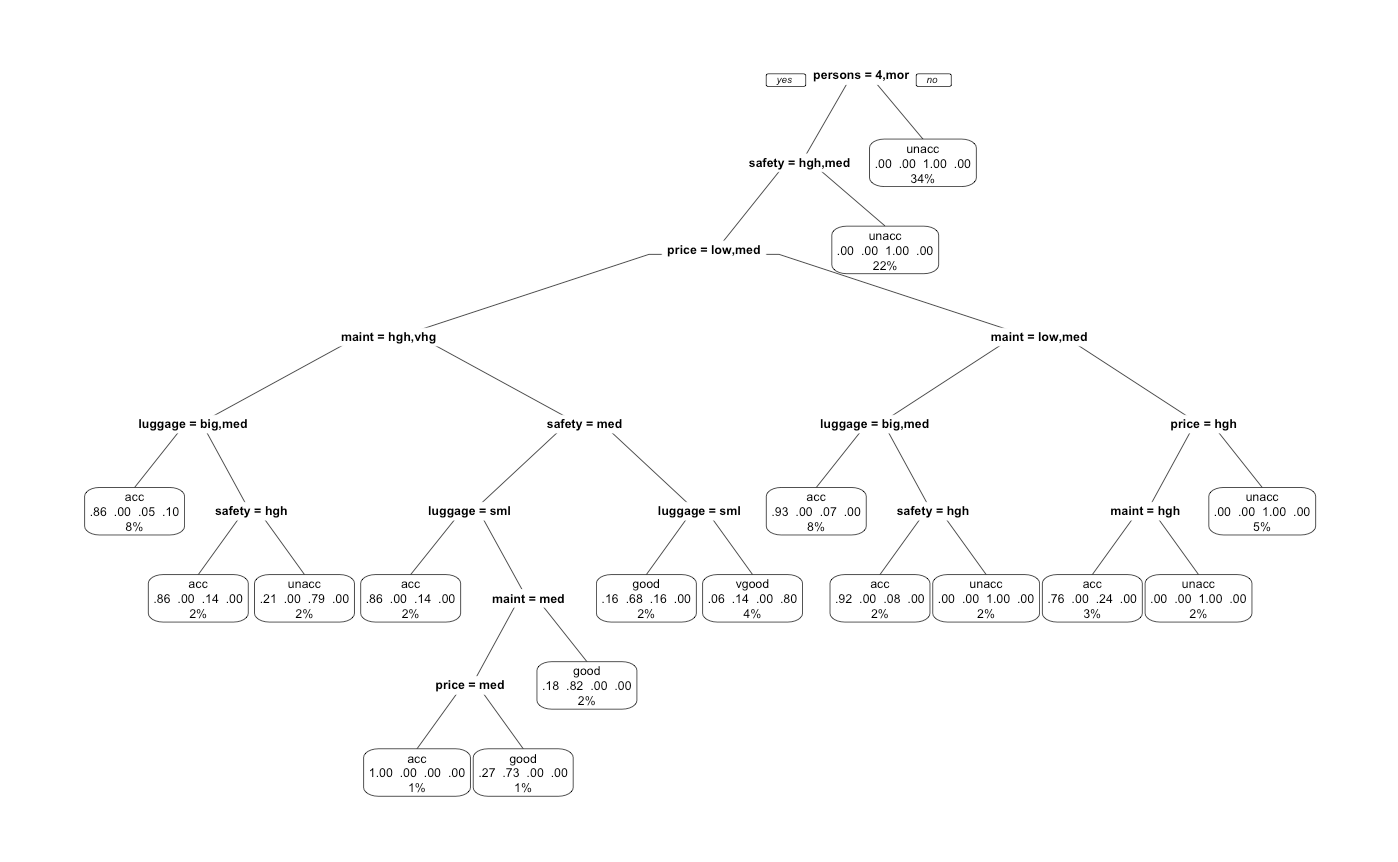 yes persons = 4,mor no
safety = hgh,med
unacc
.00 .00 1.00 .00
34%
price = low,med
unacc
.00 .00 1.00 .00
22%
maint = hgh,vhg
maint = low,med
luggage = big,med
safety = med
luggage = big,med
price = hgh
acc
.86 .00 .05 .10
8%
safety = hgh
luggage = sml
luggage = sml
acc
.93 .00 .07 .00
8%
safety = hgh
maint = hgh
unacc
.00 .00 1.00 .00
5%
acc
.86 .00 .14 .00
2%
unacc
.21 .00 .79 .00
2%
acc
.86 .00 .14 .00
2%
maint = med
good
.16 .68 .16 .00
2%
vgood
.06 .14 .00 .80
4%
acc
.92 .00 .08 .00
2%
unacc
.00 .00 1.00 .00
2%
acc
.76 .00 .24 .00
3%
unacc
.00 .00 1.00 .00
2%
price = med
good
.18 .82 .00 .00
2%
acc
1.00 .00 .00 .00
1%
good
.27 .73 .00 .00
1%